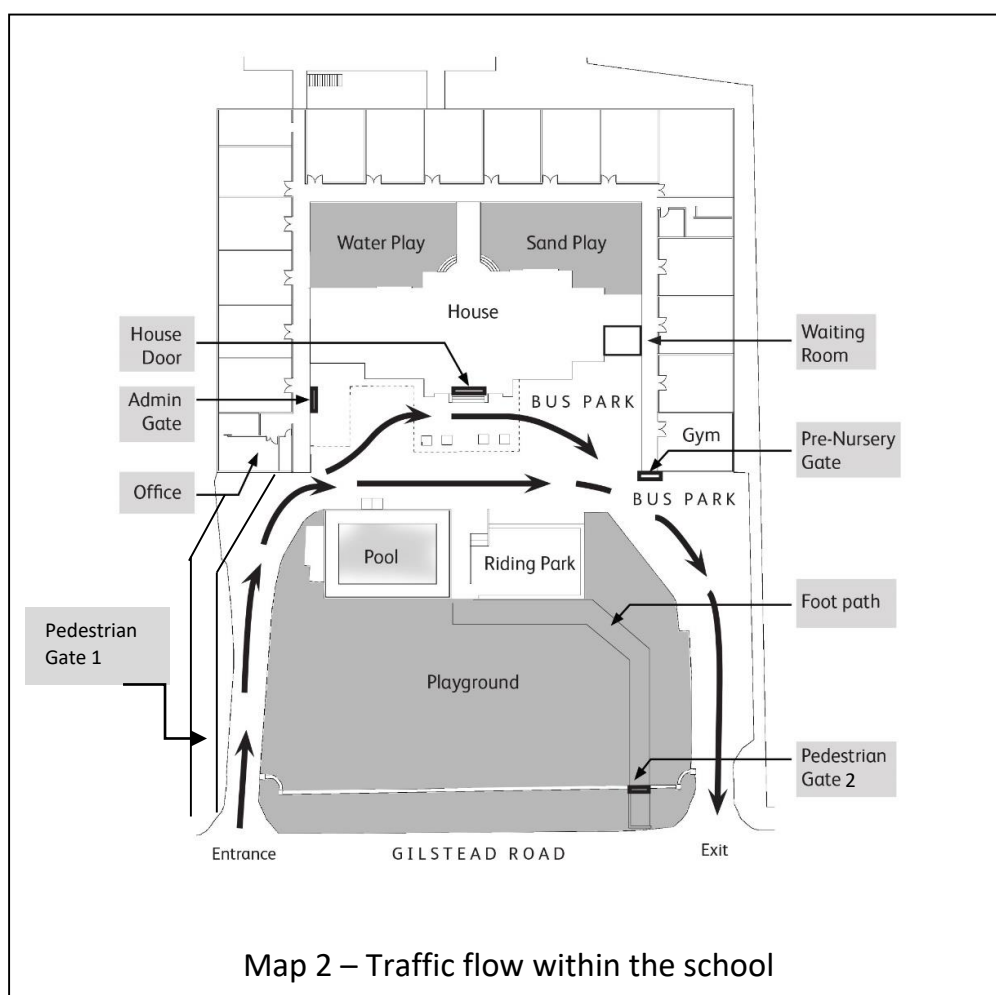 Water Play
Sand Play
House
House
Door
Waiting
Room
Admin
Gate
BUS PARK
Gym
Pre-Nursery
Gate
Office
BUS PARK
Pool
Riding Park
Foot path
Pedestrian
Gate 1
Playground
Pedestrian
Gate 2
Entrance
GILSTEAD ROAD
Exit
Map 2 – Traffic flow within the school